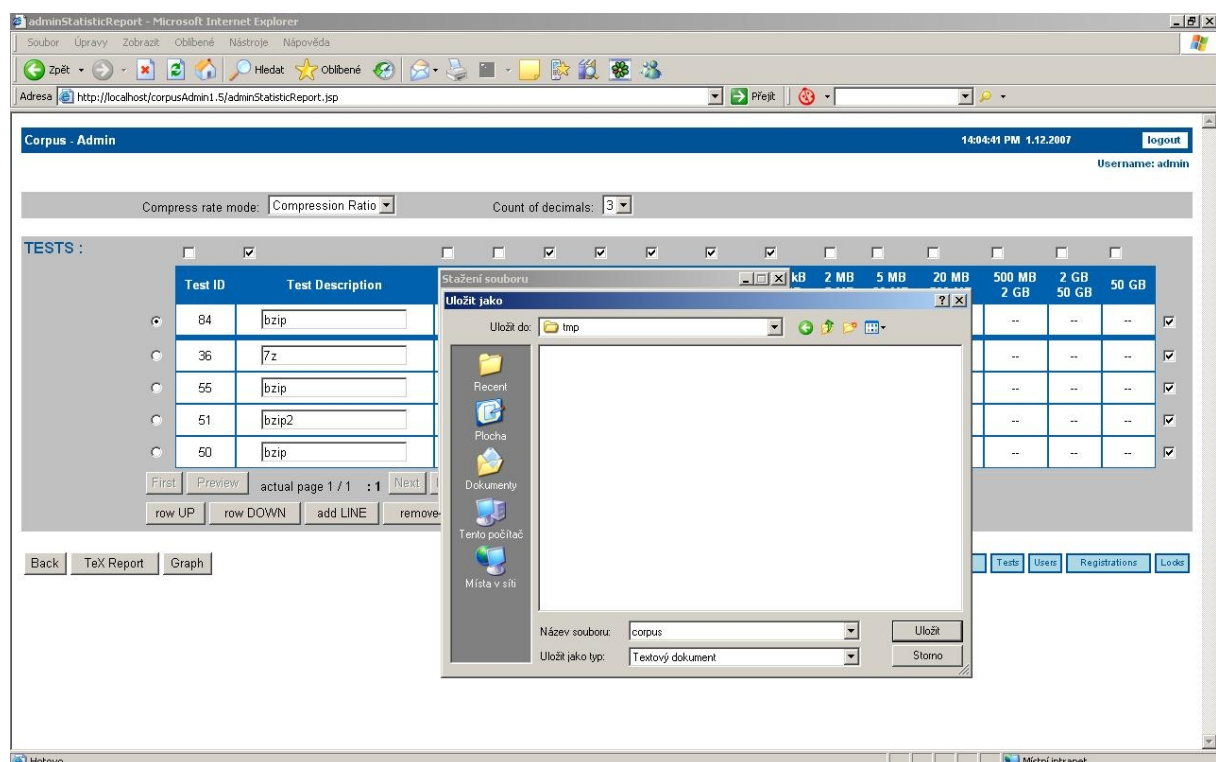 adminStatisticReport - Microsoft Internet Explorer
Soubor Úpravy Zobrazit Oblíbené Nástroje Nápověda
Zpět Hledat Oblíbené
Adresa http://localhost/corpusAdmin1.5/adminStatisticReport.jsp Přejít
Corpus - Admin 14:04:41 PM 1.12.2007 logout
Username: admin
Compress rate mode: Compression Ratio Count of decimals: 3
TESTS :
Test ID Test Description kB 2 MB 5 MB 20 MB 500 MB 2 GB 2 GB 50 GB 50 GB
84 bzip -- -- --
36 7z -- -- --
55 bzip -- -- --
51 bzip2 -- -- --
50 bzip -- -- --
First Preview actual page 1 / 1 : 1 Next
row UP row DOWN add LINE remove
Back TeX Report Graph Tests Users Registrations Locks
Stažení souboru
Uložit jako
Uložit do: tmp
Recent
Plocha
Dokumenty
Tento počítač
Místa v síti
Název souboru: corpus Uložit
Uložit jako typ: Textový dokument Storno
Hotovo Místní intranet